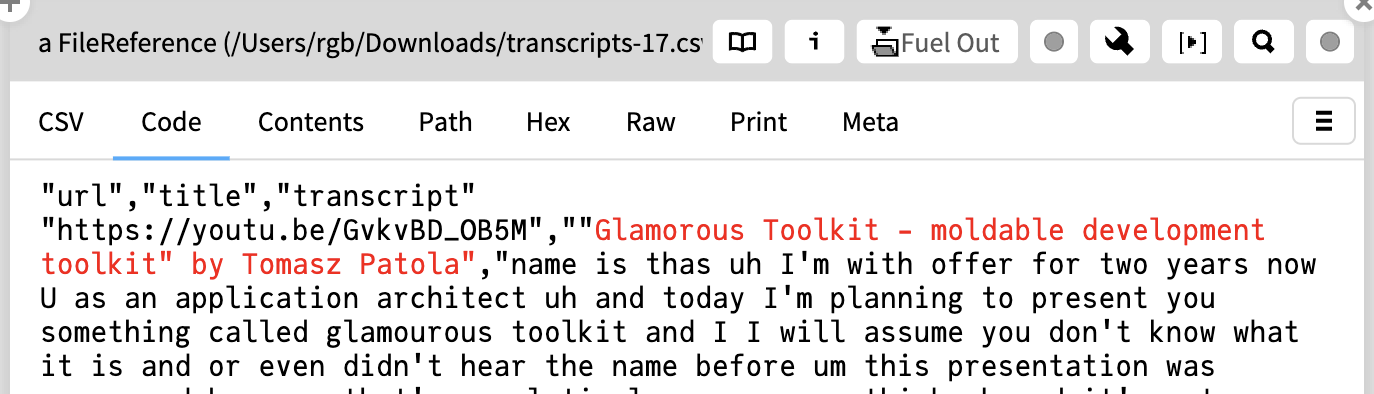 a FileReference (/Users/rgb/Downloads/transcripts-17.csv
i
Fuel Out
CSV Code Contents Path Hex Raw Print Meta
"url","title","transcript"
"https://youtu.be/GvkvBD_OB5M",""Glamorous Toolkit - moldable development
toolkit" by Tomasz Patola","name is thas uh I'm with offer for two years now
U as an application architect uh and today I'm planning to present you
something called glamourous toolkit and I I will assume you don't know what
it is and or even didn't hear the name before um this presentation was